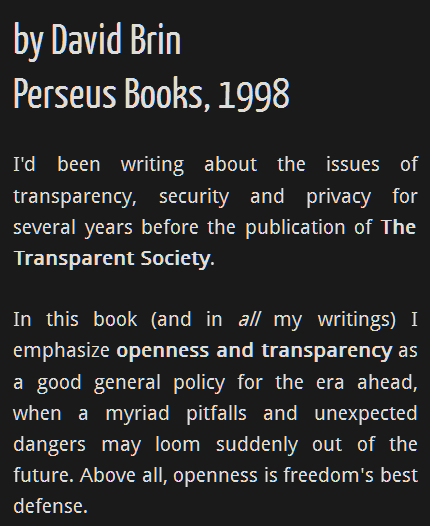 by David Brin
Perseus Books, 1998
I'd been writing about the issues of
transparency, security and privacy for
several years before the publication of The
Transparent Society.
In this book (and in all my writings) I
emphasize openness and transparency as
a good general policy for the era ahead,
when a myriad pitfalls and unexpected
dangers may loom suddenly out of the
future. Above all, openness is freedom's best
defense.